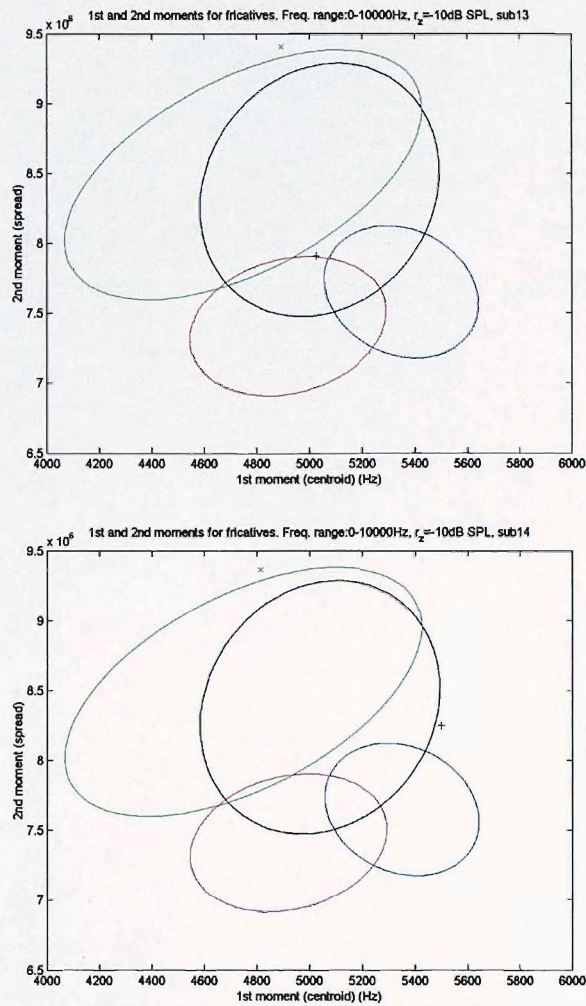 1st and 2nd moments for fricatives. Freq. range:0-10000Hz, r_z=-10dB SPL, sub13
x 10^6
9.5
9
8.5
8
7.5
7
6.5
2nd moment (spread)
4000 4200 4400 4600 4800 5000 5200 5400 5600 5800 6000
1st moment (centroid) (Hz)
1st and 2nd moments for fricatives. Freq. range:0-10000Hz, r_z=-10dB SPL, sub14
x 10^6
9.5
9
8.5
8
7.5
7
6.5
2nd moment (spread)
4000 4200 4400 4600 4800 5000 5200 5400 5600 5800 6000
1st moment (centroid) (Hz)